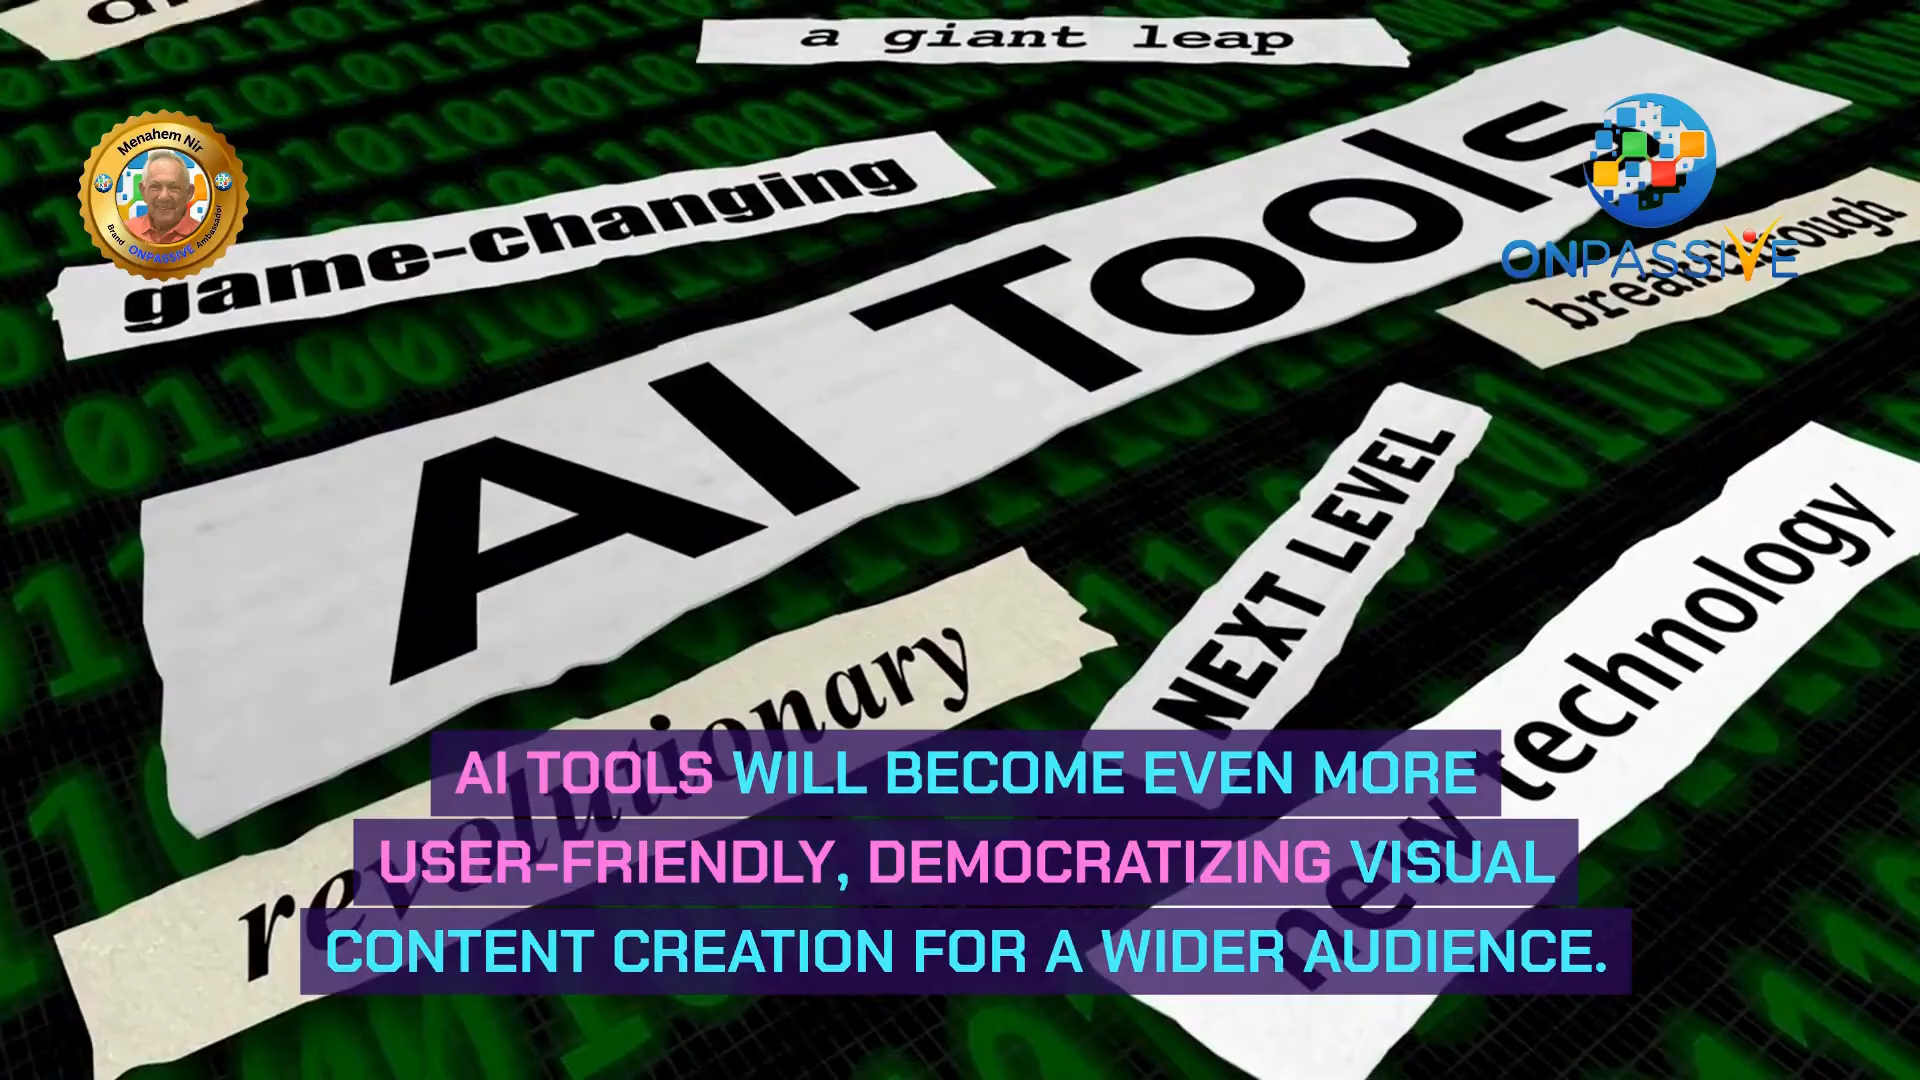 a giant leap
Menahem Nir
Brand ONPASSIVE Ambassador
game-changing
AI Tools
ONPASSIVE
breakthrough
NEXT LEVEL
revolutionary
new technology
AI TOOLS WILL BECOME EVEN MORE
USER-FRIENDLY, DEMOCRATIZING VISUAL
CONTENT CREATION FOR A WIDER AUDIENCE.